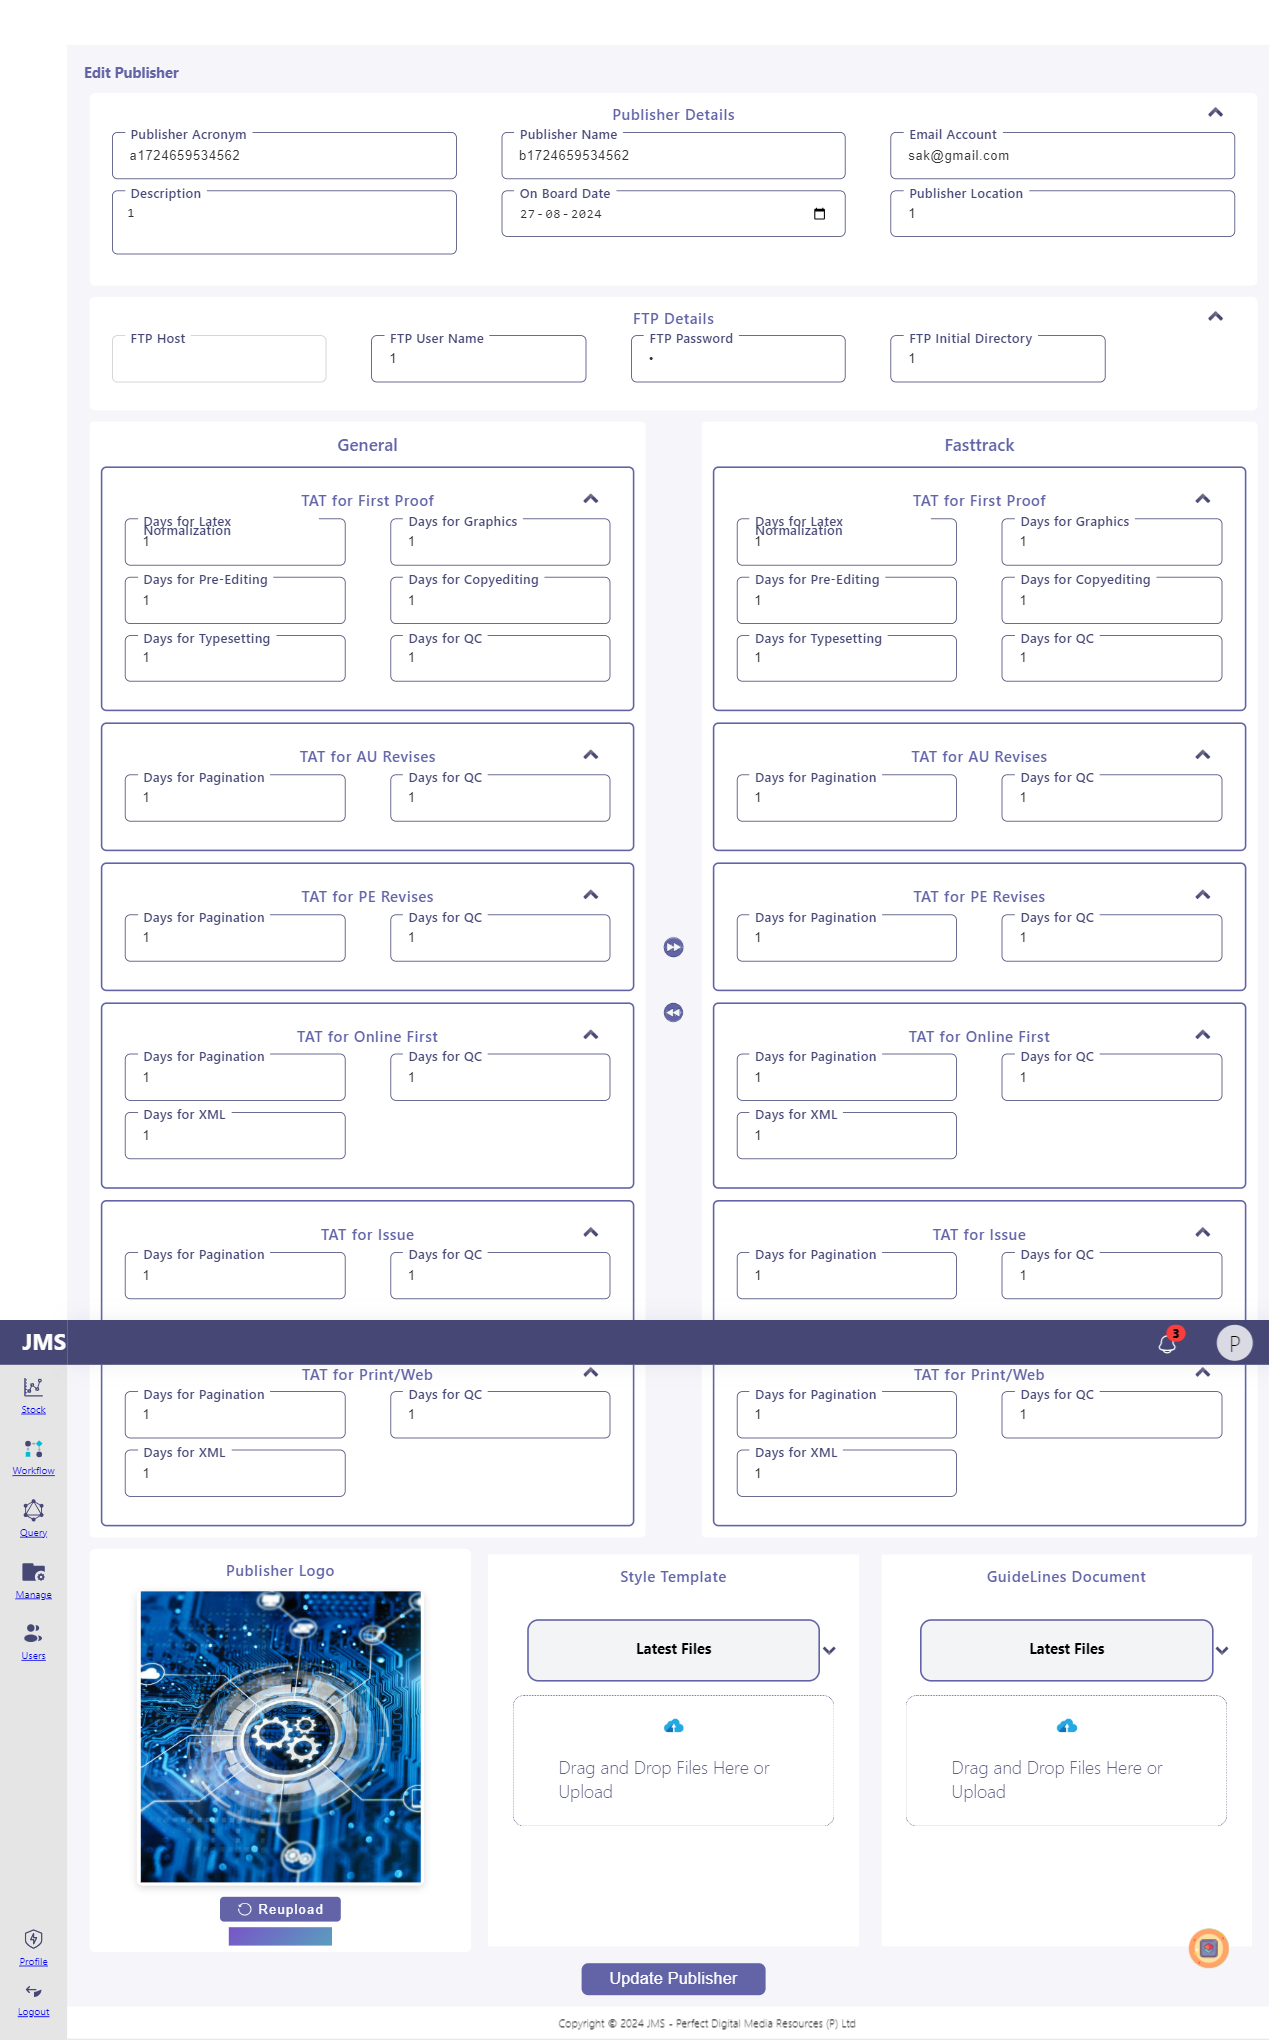 Edit Publisher
Publisher Details
Publisher Acronym
Publisher Name
Email Account
a1724659534562
b1724659534562
sak@gmail.com
Description
On Board Date
Publisher Location
1
27-08-2024
1
FTP Details
FTP Host
FTP User Name
FTP Password
FTP Initial Directory
1
•
1
General
TAT for First Proof
Days for Latex Normalization
Days for Graphics
1
1
Days for Pre-Editing
Days for Copyediting
1
1
Days for Typesetting
Days for QC
1
1
TAT for AU Revises
Days for Pagination
Days for QC
1
1
TAT for PE Revises
Days for Pagination
Days for QC
1
1
TAT for Online First
Days for Pagination
Days for QC
1
1
Days for XML
1
TAT for Issue
Days for Pagination
Days for QC
1
1
TAT for Print/Web
Days for Pagination
Days for QC
1
1
Days for XML
1
Fasttrack
TAT for First Proof
Days for Latex Normalization
Days for Graphics
1
1
Days for Pre-Editing
Days for Copyediting
1
1
Days for Typesetting
Days for QC
1
1
TAT for AU Revises
Days for Pagination
Days for QC
1
1
TAT for PE Revises
Days for Pagination
Days for QC
1
1
TAT for Online First
Days for Pagination
Days for QC
1
1
Days for XML
1
TAT for Issue
Days for Pagination
Days for QC
1
1
TAT for Print/Web
Days for Pagination
Days for QC
1
1
Days for XML
1
JMS
3
P
Stock
Workflow
Query
Manage
Users
Profile
Logout
Publisher Logo
Reupload
Style Template
Latest Files
Drag and Drop Files Here or
Upload
GuideLines Document
Latest Files
Drag and Drop Files Here or
Upload
Update Publisher
Copyright © 2024 JMS - Perfect Digital Media Resources (P) Ltd